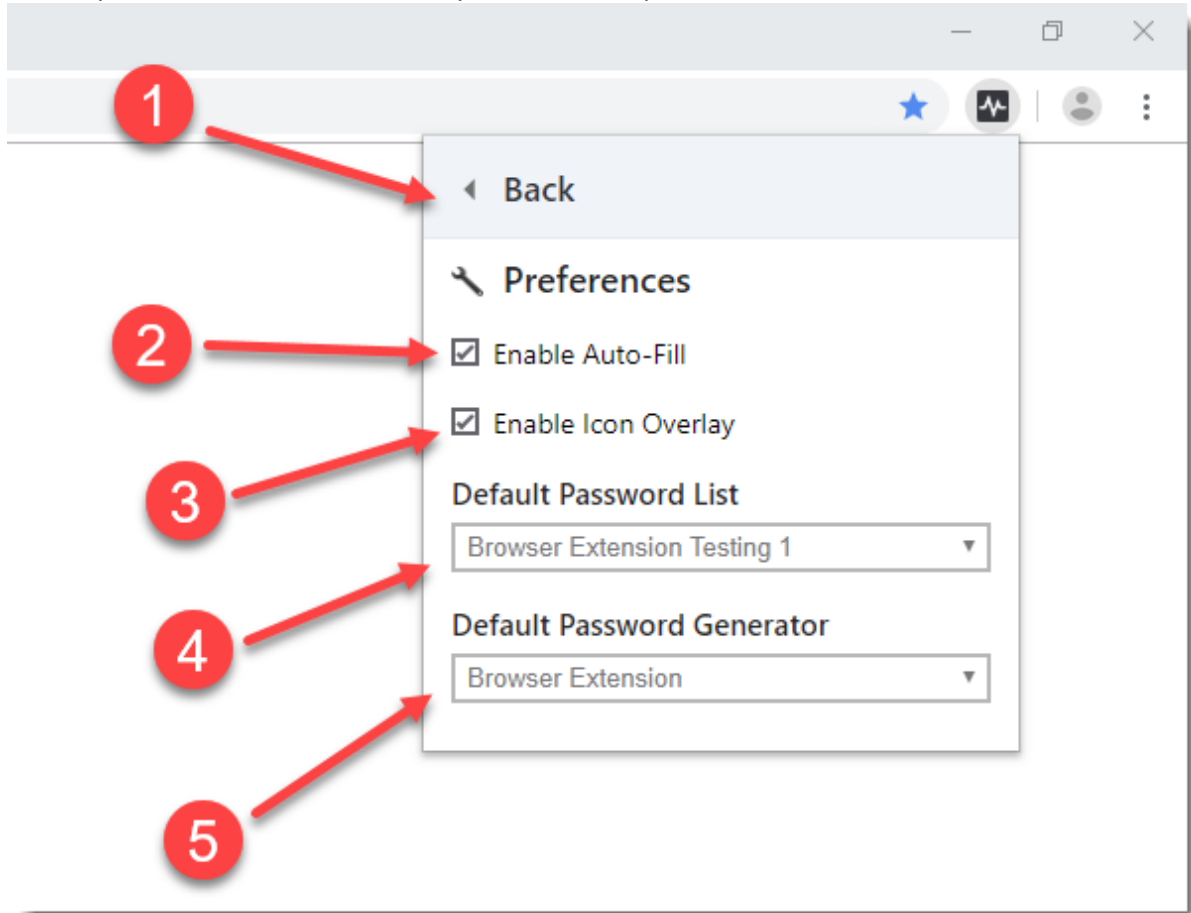 1
Back
Preferences
2
Enable Auto-Fill
Enable Icon Overlay
3
Default Password List
Browser Extension Testing 1
4
Default Password Generator
Browser Extension
5